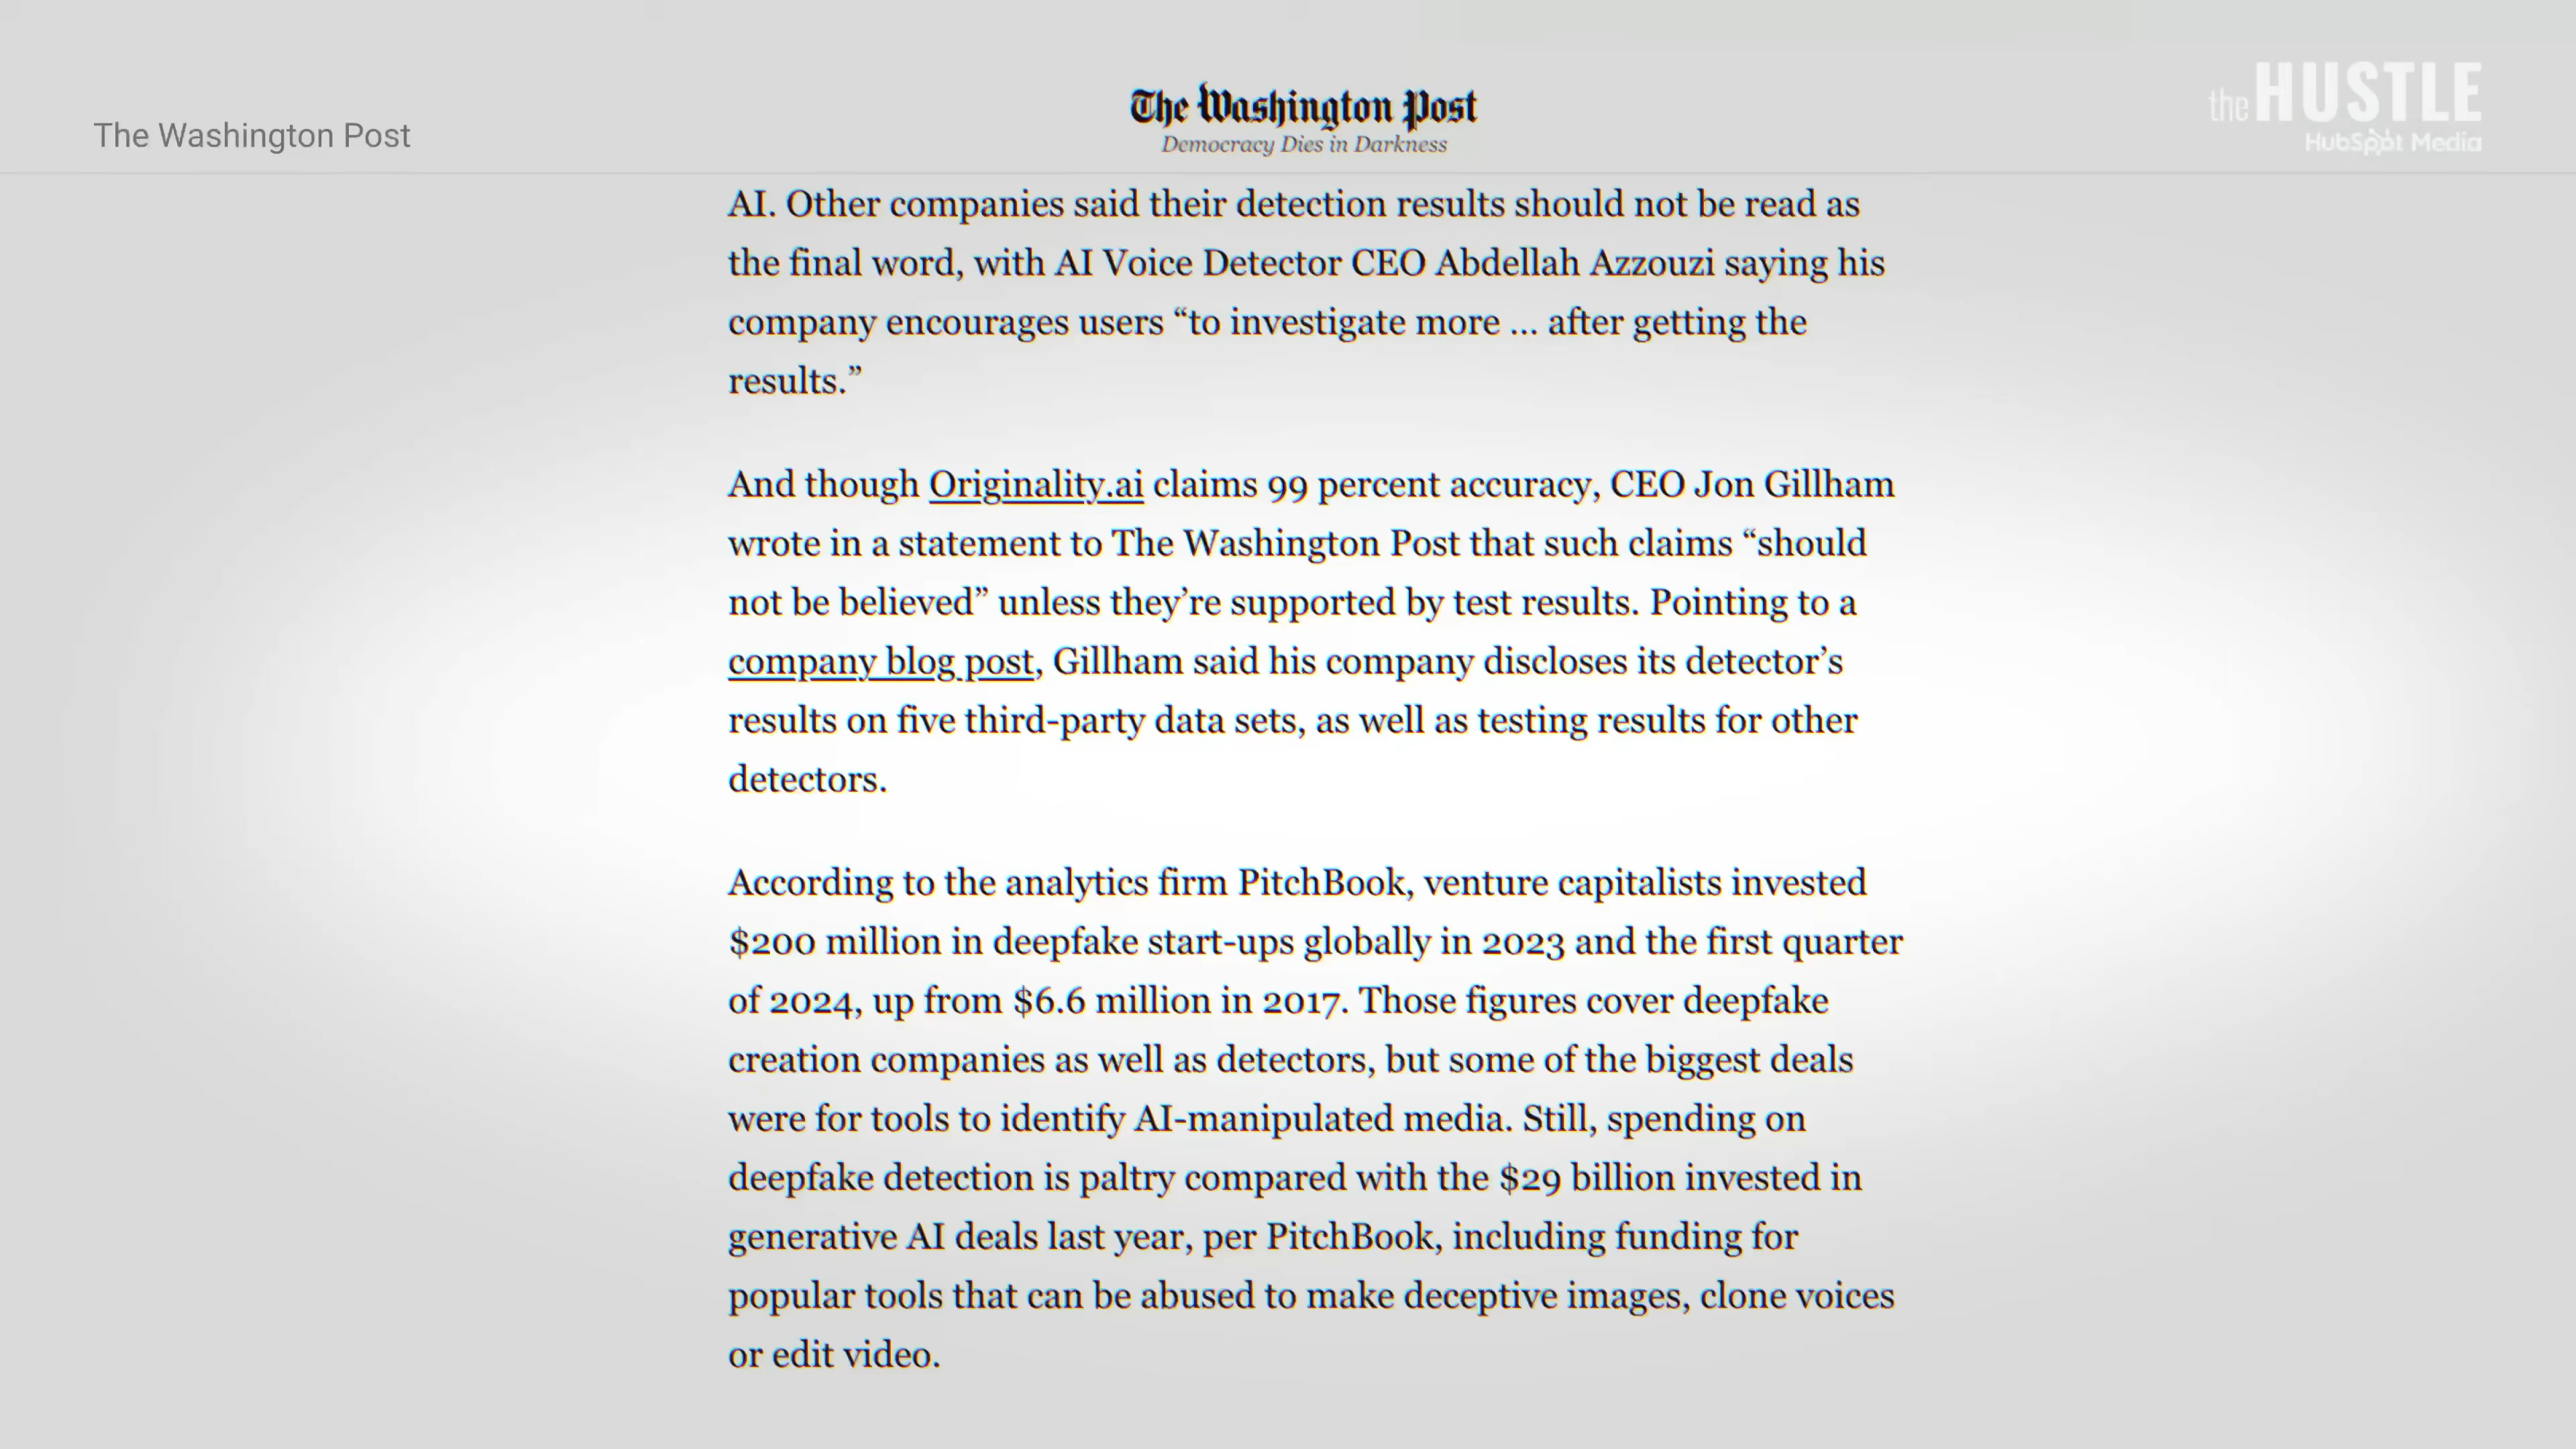 The Washington Post
The Washington Post
Democracy Dies in Darkness
the HUSTLE
HubSpot Media
AI. Other companies said their detection results should not be read as
the final word, with AI Voice Detector CEO Abdellah Azzouzi saying his
company encourages users “to investigate more ... after getting the
results.”
And though Originality.ai claims 99 percent accuracy, CEO Jon Gillham
wrote in a statement to The Washington Post that such claims “should
not be believed” unless they’re supported by test results. Pointing to a
company blog post, Gillham said his company discloses its detector’s
results on five third-party data sets, as well as testing results for other
detectors.
According to the analytics firm PitchBook, venture capitalists invested
$200 million in deepfake start-ups globally in 2023 and the first quarter
of 2024, up from $6.6 million in 2017. Those figures cover deepfake
creation companies as well as detectors, but some of the biggest deals
were for tools to identify AI-manipulated media. Still, spending on
deepfake detection is paltry compared with the $29 billion invested in
generative AI deals last year, per PitchBook, including funding for
popular tools that can be abused to make deceptive images, clone voices
or edit video.